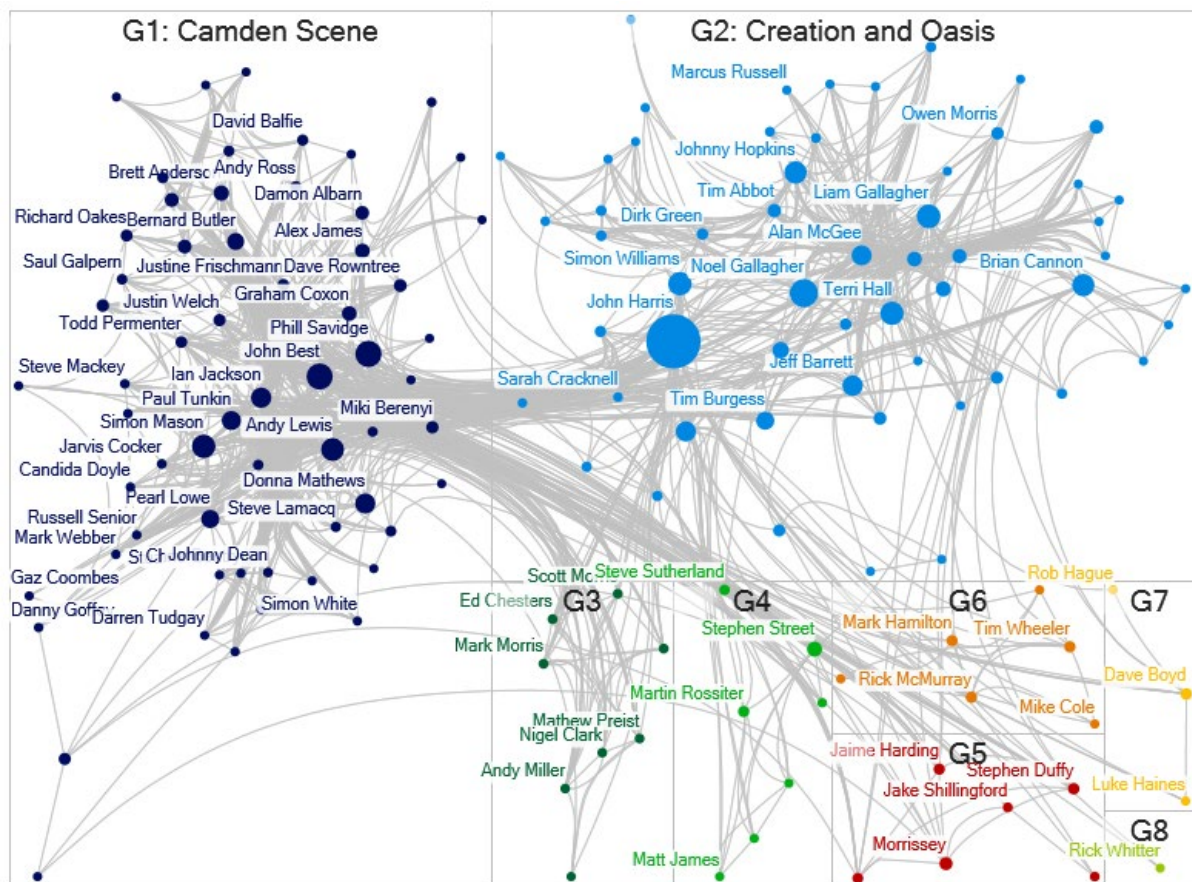 G1: Camden Scene
G2: Creation and Oasis
David Balfie
Brett Anderso
Andy Ross
Damon Albarn
Richard Oakes
Bernard Butler
Alex James
Saul Galpern
Justine Frischmann
Dave Rowntree
Justin Welch
Graham Coxon
Todd Permenter
Phill Savidge
John Best
Steve Mackey
Ian Jackson
Paul Tunkin
Miki Berenyi
Simon Mason
Andy Lewis
Jarvis Cocker
Candida Doyle
Donna Mathews
Pearl Lowe
Steve Lamacq
Russell Senior
Mark Webber
Johnny Dean
Gaz Coombes
Simon White
Danny Goffey
Darren Tudgay
Marcus Russell
Owen Morris
Johnny Hopkins
Tim Abbot
Liam Gallagher
Dirk Green
Alan McGee
Simon Williams
Noel Gallagher
Brian Cannon
John Harris
Terri Hall
Jeff Barrett
Sarah Cracknell
Tim Burgess
G3
Scott Mo
Ed Chesters
Mark Morris
Mathew Preist
Nigel Clark
Andy Miller
G4
Steve Sutherland
Stephen Street
Martin Rossiter
Matt James
G6
Rob Hague
Mark Hamilton
Tim Wheeler
Rick McMurray
Mike Cole
G5
Jaime Harding
Stephen Duffy
Jake Shillingford
Morrissey
G7
Dave Boyd
Luke Haines
G8
Rick Whitter